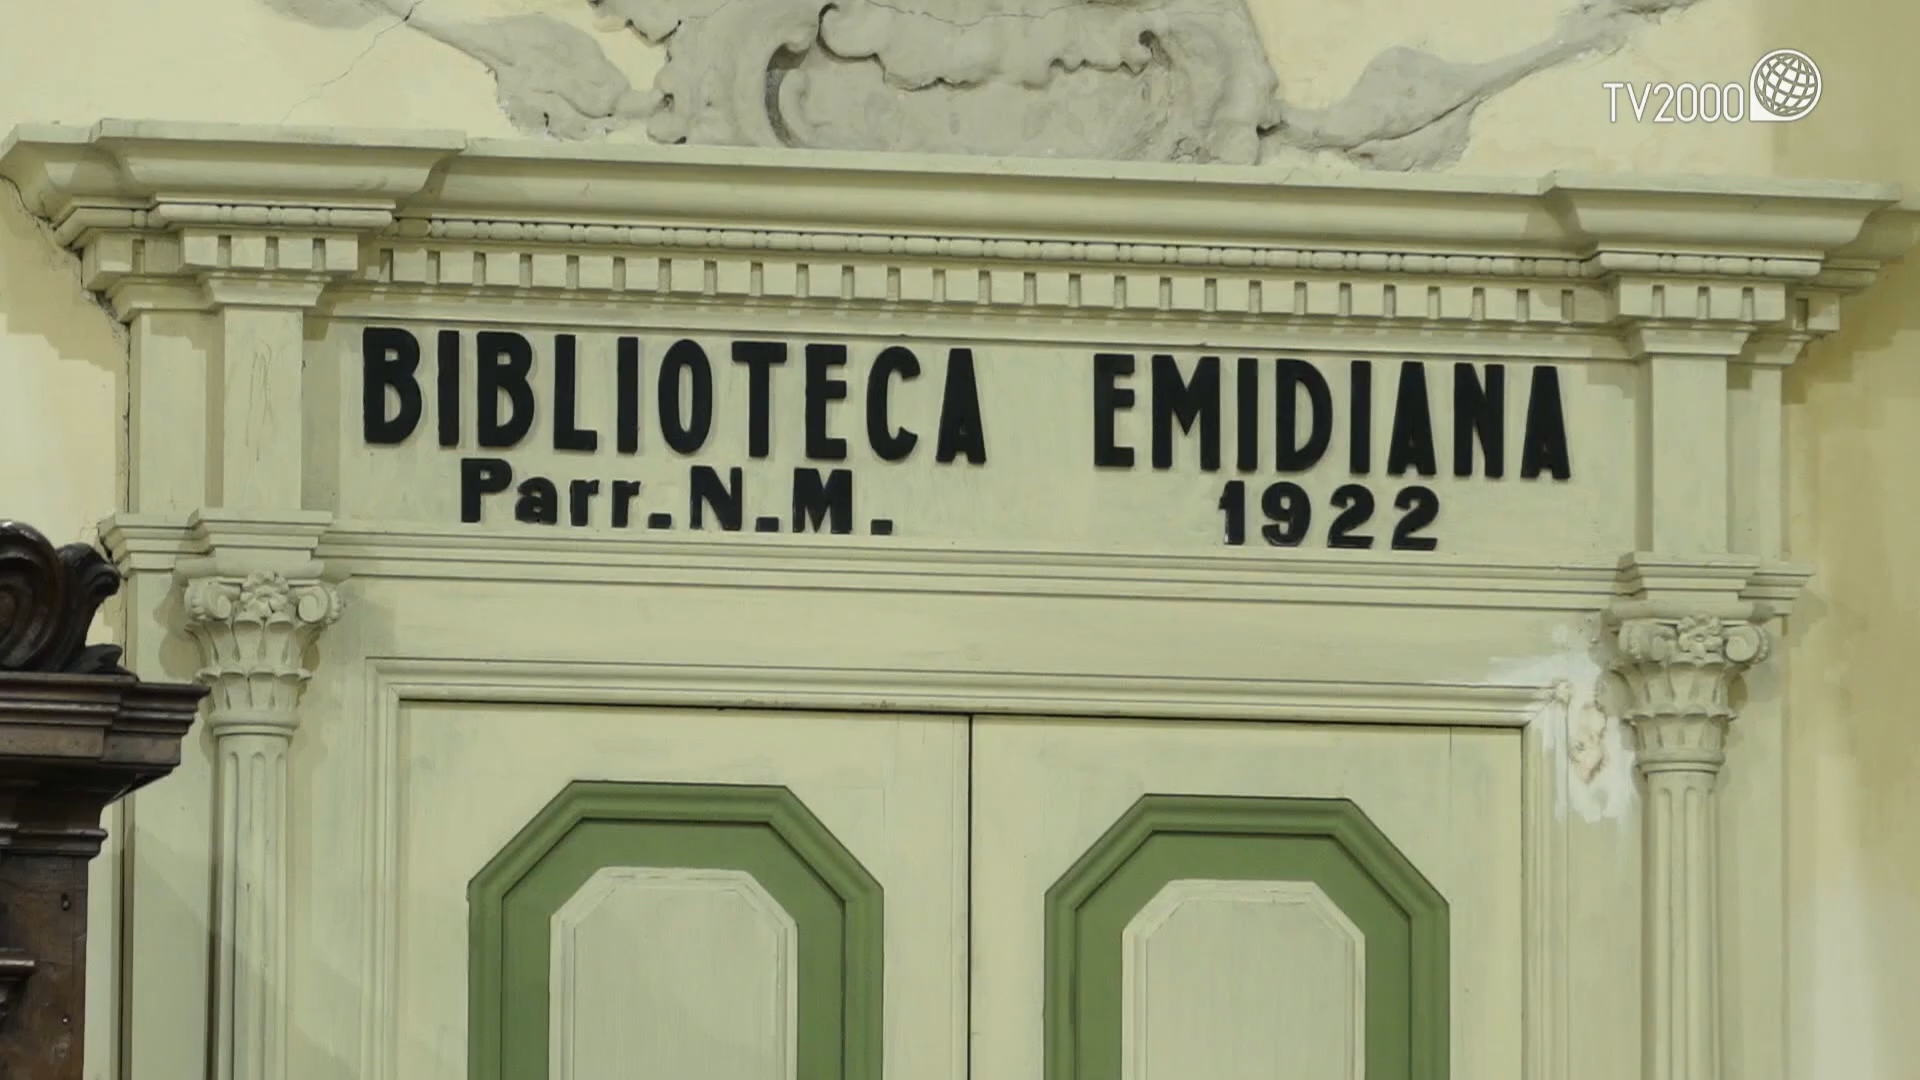 TV2000
BIBLIOTECA EMIDIANA
Parr. N. M. 1922